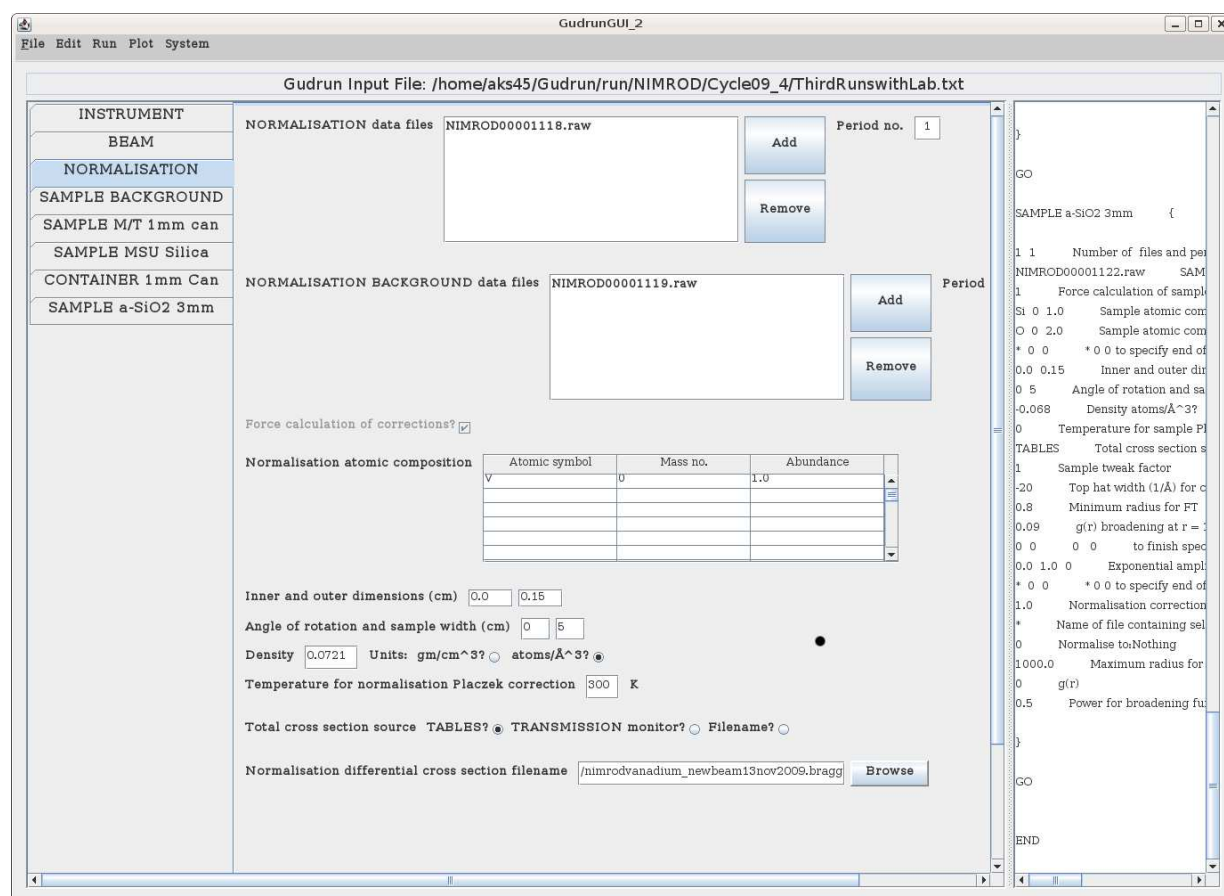 GudrunGUI_2
File Edit Run Plot System
Gudrun Input File: /home/aks45/Gudrun/run/NIMROD/Cycle09_4/ThirdRunswithLab.txt
INSTRUMENT
BEAM
NORMALISATION
SAMPLE BACKGROUND
SAMPLE M/T 1mm can
SAMPLE MSU Silica
CONTAINER 1mm Can
SAMPLE a-SiO2 3mm
NORMALISATION data files NIMROD00001118.raw Add Period no. 1
Remove
NORMALISATION BACKGROUND data files NIMROD00001119.raw Add Period
Remove
Force calculation of corrections?
Normalisation atomic composition Atomic symbol Mass no. Abundance
V 0 1.0
Inner and outer dimensions (cm) 0.0 0.15
Angle of rotation and sample width (cm) 0 5
Density 0.0721 Units: gm/cm^3? atoms/Å^3?
Temperature for normalisation Placzek correction 300 K
Total cross section source TABLES? TRANSMISSION monitor? Filename?
Normalisation differential cross section filename /nimrodvanadium_newbeam13nov2009.bragg Browse
}
GO
SAMPLE a-SiO2 3mm {
1 1 Number of files and per
NIMROD00001122.raw SAM
1 Force calculation of sampl
Si 0 1.0 Sample atomic com
O 0 2.0 Sample atomic com
* 0 0 * 0 0 to specify end of
0.0 0.15 Inner and outer dir
0 5 Angle of rotation and sa
-0.068 Density atoms/Å^3?
0 Temperature for sample Pl
TABLES Total cross section s
1 Sample tweak factor
-20 Top hat width (1/Å) for c
0.8 Minimum radius for FT
0.09 g(r) broadening at r =
0 0 0 0 to finish spec
0.0 1.0 0 Exponential ampl
* 0 0 * 0 0 to specify end of
1.0 Normalisation correction
* Name of file containing sel
0 Normalise to:Nothing
1000.0 Maximum radius for
0 g(r)
0.5 Power for broadening fu
}
GO
END